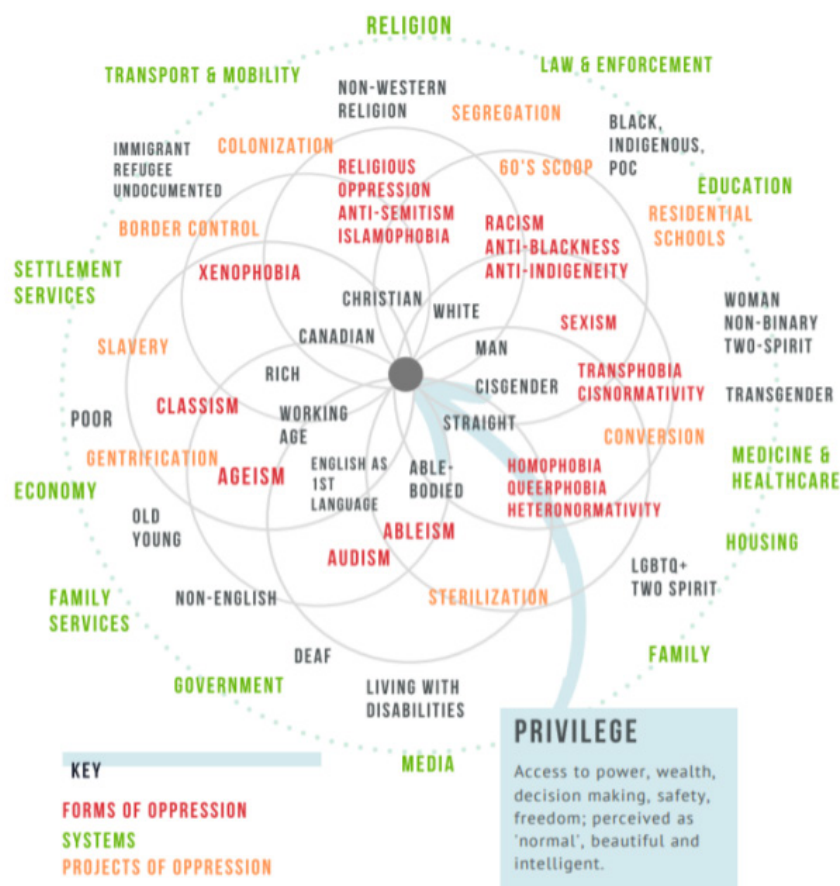 RELIGION
TRANSPORT & MOBILITY
LAW & ENFORCEMENT
NON-WESTERN
RELIGION
SEGREGATION
BLACK,
INDIGENOUS,
POC
IMMIGRANT
REFUGEE
UNDOCUMENTED
COLONIZATION
RELIGIOUS
OPPRESSION
ANTI-SEMITISM
ISLAMOPHOBIA
60'S SCOOP
EDUCATION
RESIDENTIAL
SCHOOLS
BORDER CONTROL
RACISM
ANTI-BLACKNESS
ANTI-INDIGENEITY
SETTLEMENT
SERVICES
XENOPHOBIA
CHRISTIAN
WHITE
WOMAN
NON-BINARY
TWO-SPIRIT
SEXISM
CANADIAN
SLAVERY
MAN
RICH
CISGENDER
TRANSPHOBIA
CISNORMATIVITY
TRANSGENDER
POOR
CLASSISM
WORKING
AGE
STRAIGHT
CONVERSION
GENTRIFICATION
AGEISM
ENGLISH AS
1ST
LANGUAGE
ABLE-
BODIED
HOMOPHOBIA
QUEERPHOBIA
HETERONORMATIVITY
MEDICINE &
HEALTHCARE
ECONOMY
OLD
YOUNG
ABLEISM
AUDISM
HOUSING
LGBTQ+
TWO SPIRIT
FAMILY
SERVICES
NON-ENGLISH
STERILIZATION
DEAF
FAMILY
GOVERNMENT
LIVING WITH
DISABILITIES
MEDIA
PRIVILEGE
Access to power, wealth,
decision making, safety,
freedom; perceived as
'normal', beautiful and
intelligent.
KEY
FORMS OF OPPRESSION
SYSTEMS
PROJECTS OF OPPRESSION